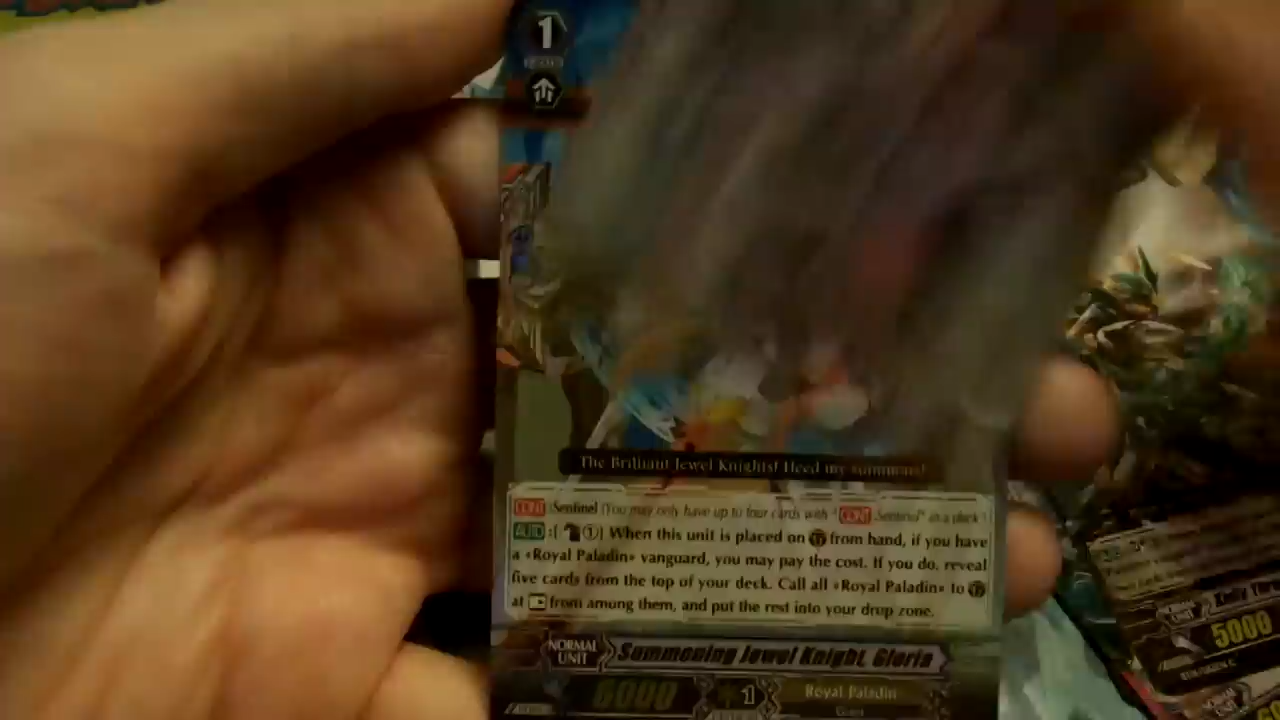 1
The Brilliant Jewel Knights! Heed my summons!
CONT :Sentinel (You may only have up to four cards with "CONT :Sentinel" in a deck.)
AUTO :[ ①] When this unit is placed on from hand, if you have
a «Royal Paladin» vanguard, you may pay the cost. If you do, reveal
five cards from the top of your deck. Call all «Royal Paladin» to
at from among them, and put the rest into your drop zone.
NORMAL UNIT Summoning Jewel Knight, Gloria
6000 1 Royal Paladin
5000